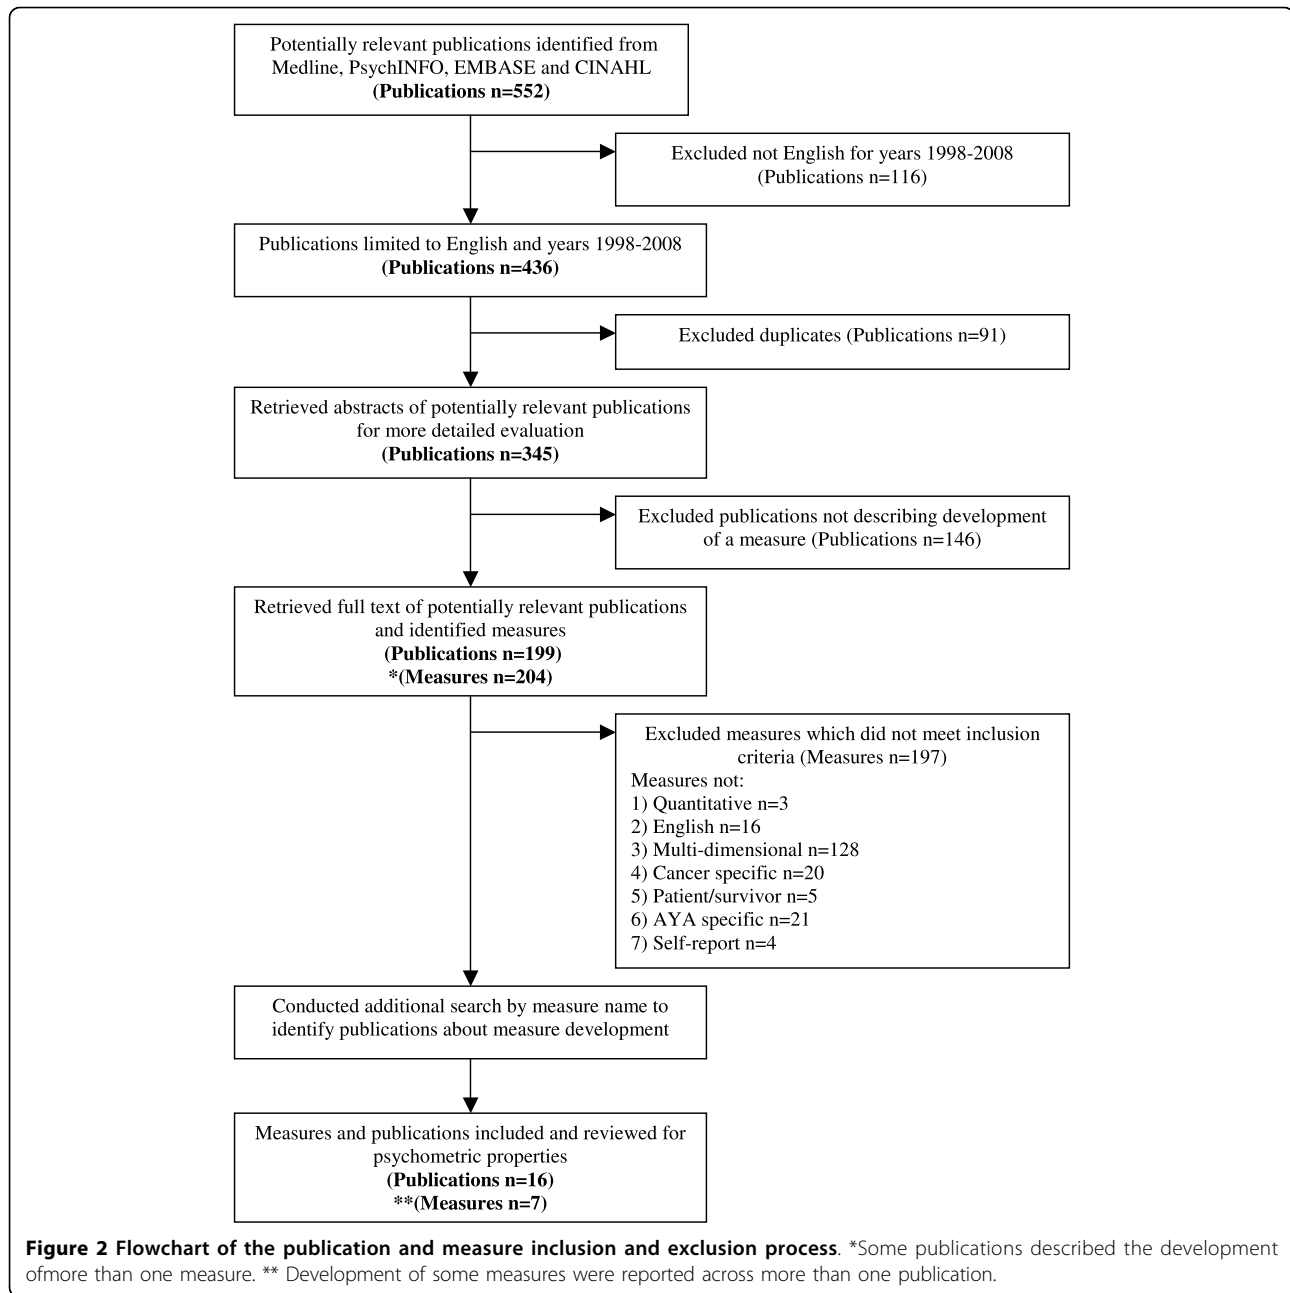 Potentially relevant publications identified from
Medline, PsychINFO, EMBASE and CINAHL
(Publications n=552)
Excluded not English for years 1998-2008
(Publications n=116)
Publications limited to English and years 1998-2008
(Publications n=436)
Excluded duplicates (Publications n=91)
Retrieved abstracts of potentially relevant publications
for more detailed evaluation
(Publications n=345)
Excluded publications not describing development
of a measure (Publications n=146)
Retrieved full text of potentially relevant publications
and identified measures
(Publications n=199)
*(Measures n=204)
Excluded measures which did not meet inclusion
criteria (Measures n=197)
Measures not:
1) Quantitative n=3
2) English n=16
3) Multi-dimensional n=128
4) Cancer specific n=20
5) Patient/survivor n=5
6) AYA specific n=21
7) Self-report n=4
Conducted additional search by measure name to
identify publications about measure development
Measures and publications included and reviewed for
psychometric properties
(Publications n=16)
**(Measures n=7)
Figure 2 Flowchart of the publication and measure inclusion and exclusion process. *Some publications described the development
ofmore than one measure. ** Development of some measures were reported across more than one publication.